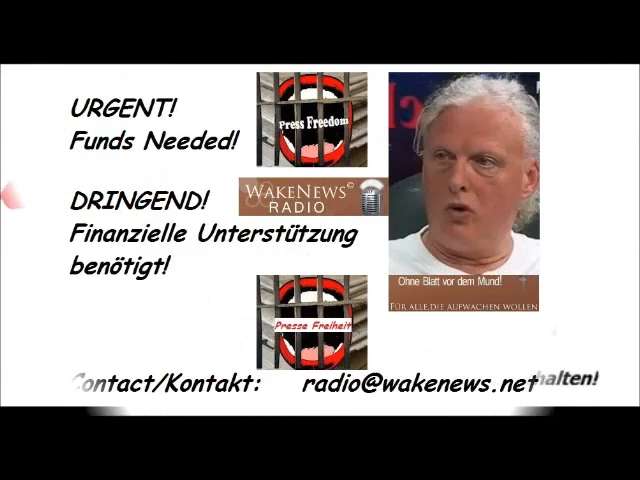 URGENT!
Funds Needed!
Press Freedom
DRINGEND!
Finanzielle Unterstützung
benötigt!
WAKENEWS©
RADIO
Ohne Blatt vor dem Mund!
FÜR ALLE,DIE AUFWACHEN WOLLEN
Presse Freiheit
Contact/Kontakt: radio@wakenews.net
halten!